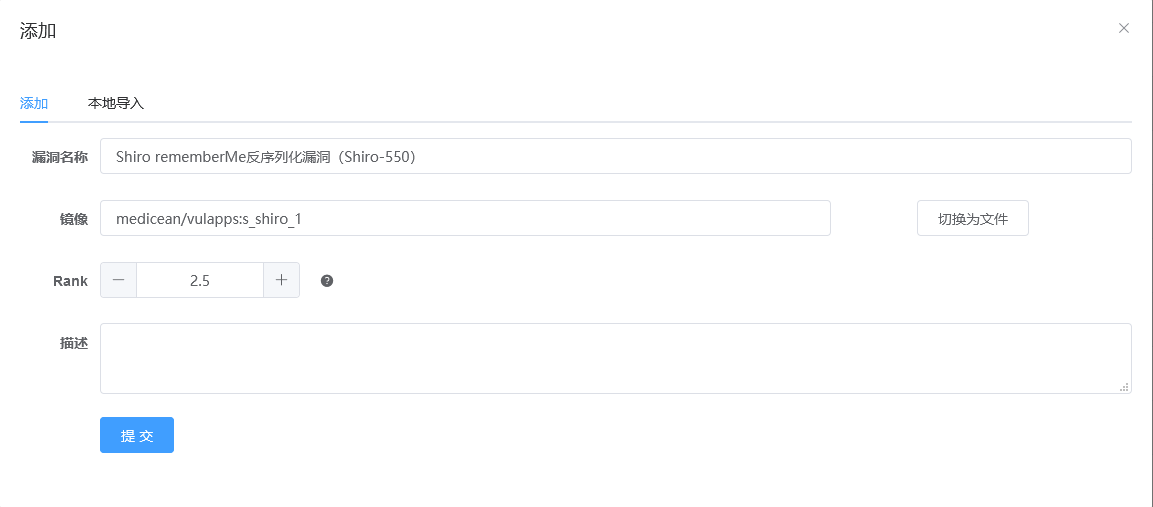 添加
添加 本地导入
漏洞名称 Shiro rememberMe反序列化漏洞（Shiro-550）
镜像 medicean/vulapps:s_shiro_1 切换为文件
Rank 2.5
描述
提 交